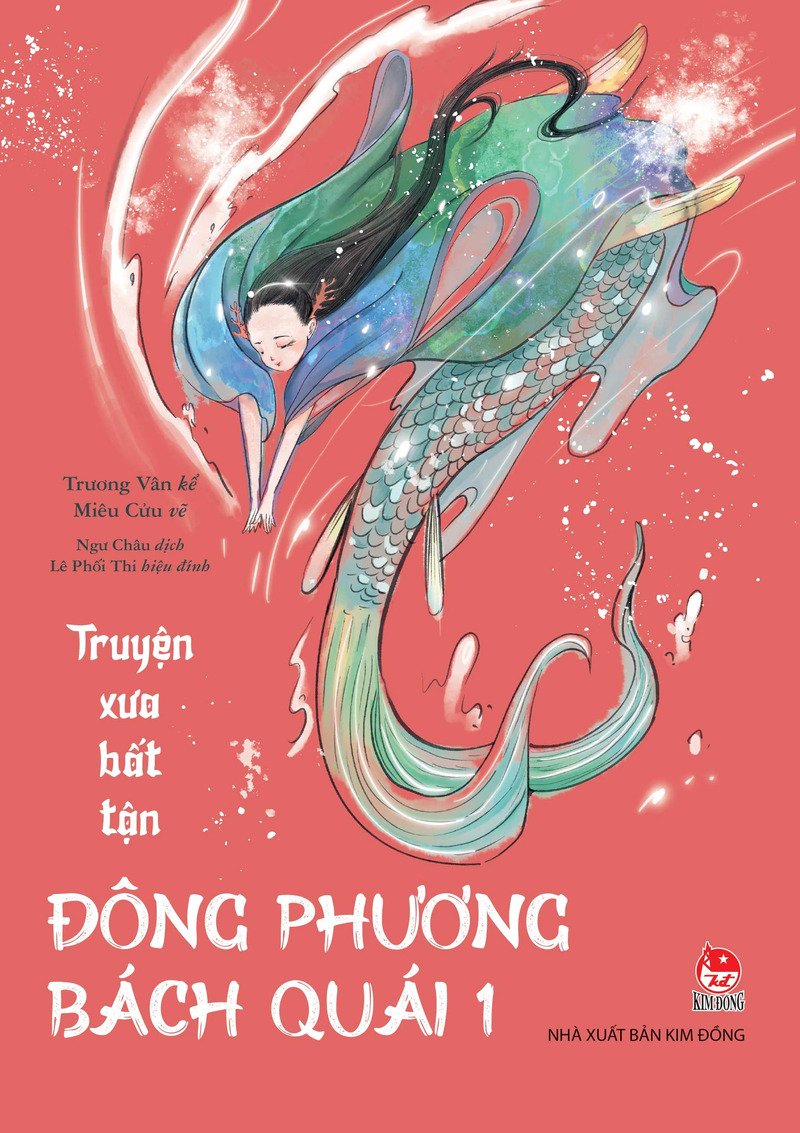 Trương Vân kể
Miêu Cửu vẽ
Ngư Châu dịch
Lê Phối Thi hiệu đính
Truyện
xưa
bất
tận
ĐÔNG PHƯƠNG
BÁCH QUÁI 1
KIM ĐỒNG
NHÀ XUẤT BẢN KIM ĐỒNG